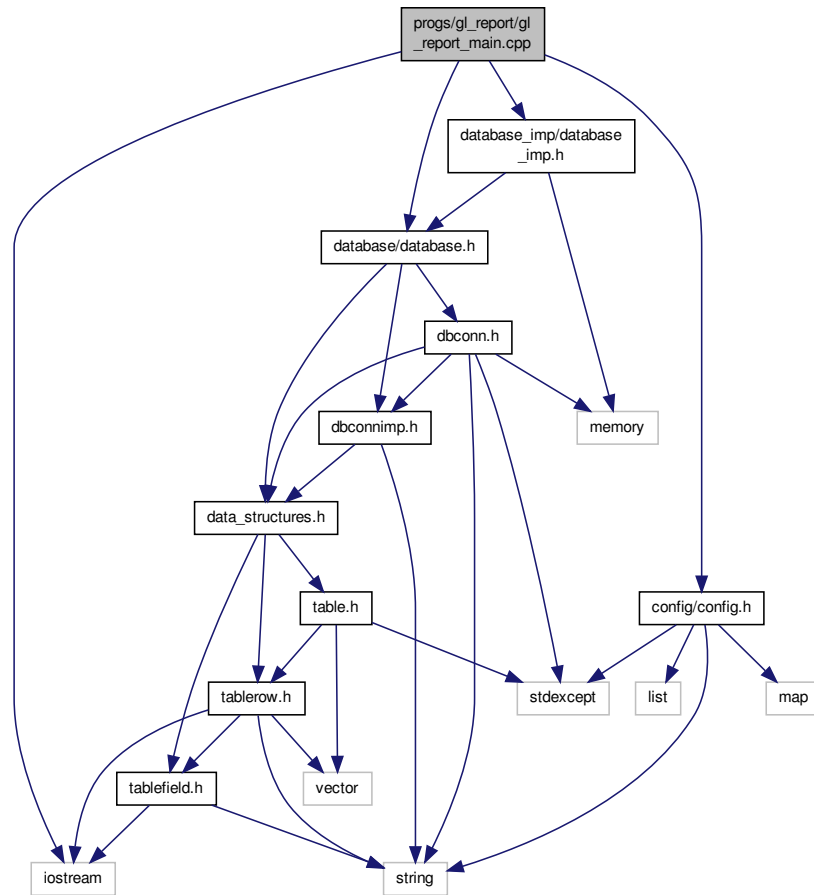 progs/gl_report/gl
_report_main.cpp
database_imp/database
_imp.h
database/database.h
dbconn.h
dbconnimp.h
memory
data_structures.h
table.h
config/config.h
tablerow.h
stdexcept
list
map
tablefield.h
vector
iostream
string